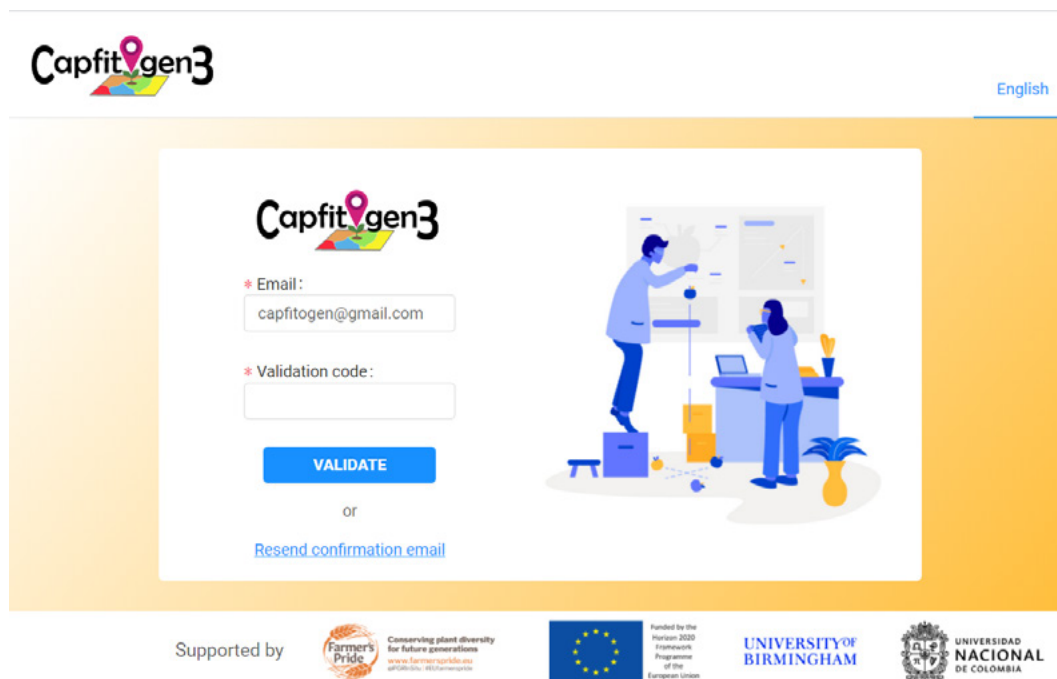 Capfitogen3
English
Capfitogen3
* Email:
capfitogen@gmail.com
* Validation code:
VALIDATE
or
Resend confirmation email
Supported by
Farmer's
Pride
Conserving plant diversity
for future generations
www.farmerspride.eu
Funded by the
Horizon 2020
Framework
Programme
of the
European Union
UNIVERSITY OF
BIRMINGHAM
UNIVERSIDAD
NACIONAL
DE COLOMBIA